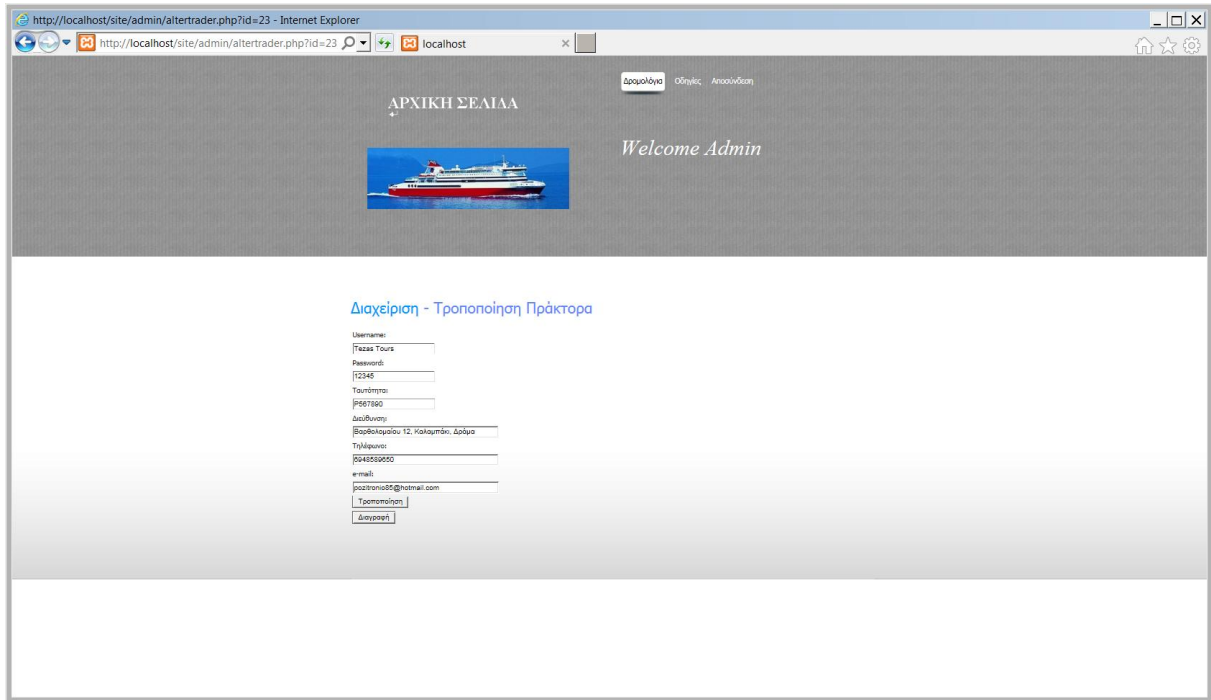 http://localhost/site/admin/altertrader.php?id=23 - Internet Explorer
http://localhost/site/admin/altertrader.php?id=23
localhost
Δρομολόγια Οδηγίες Αποσύνδεση
ΑΡΧΙΚΗ ΣΕΛΙΔΑ
Welcome Admin
Διαχείριση - Τροποποίηση Πράκτορα
Username:
Tezas Tours
Password:
12345
Ταυτότητα:
P567890
Διεύθυνση:
Βαρθολομαίου 12, Καλαμπάκι, Δράμα
Τηλέφωνο:
6948589650
e-mail:
pozitronio85@hotmail.com
Τροποποίηση
Διαγραφή